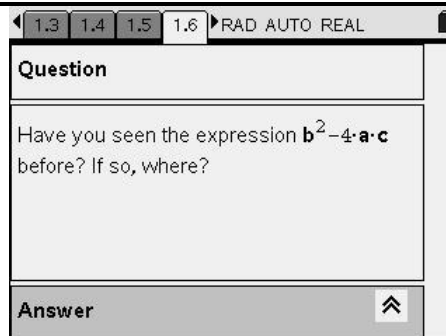 1.3 1.4 1.5 1.6 RAD AUTO REAL
Question
Have you seen the expression b²−4·a·c
before? If so, where?
Answer